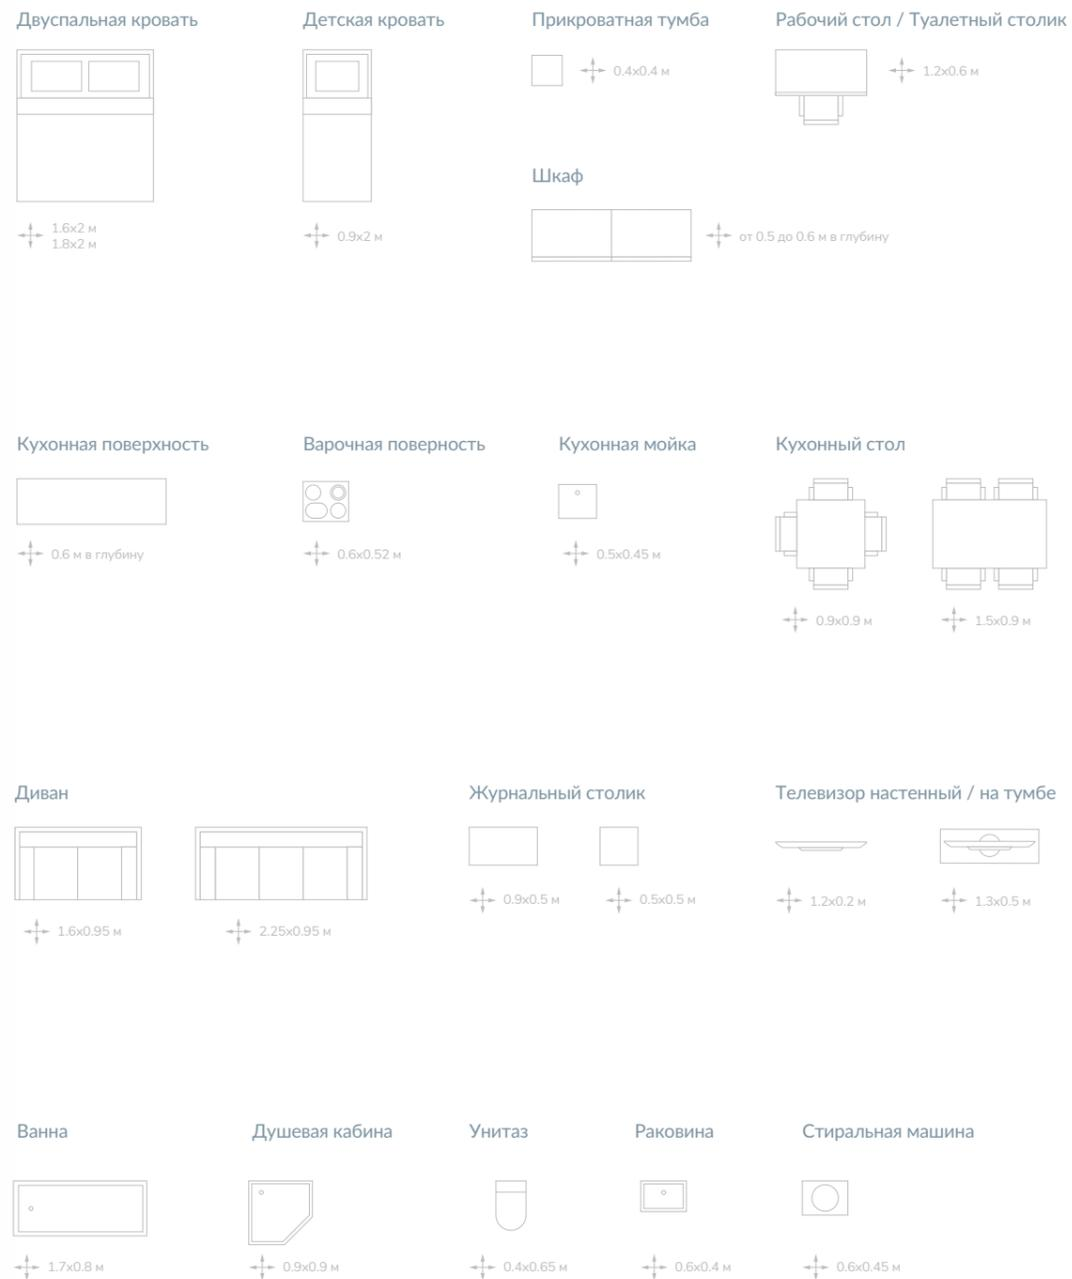 Двуспальная кровать
Детская кровать
Прикроватная тумба
Рабочий стол / Туалетный столик
0.4x0.4 м
1.2x0.6 м
Шкаф
1.6x2 м
1.8x2 м
0.9x2 м
от 0.5 до 0.6 м в глубину
Кухонная поверхность
Варочная поверность
Кухонная мойка
Кухонный стол
0.6 м в глубину
0.6x0.52 м
0.5x0.45 м
0.9x0.9 м
1.5x0.9 м
Диван
Журнальный столик
Телевизор настенный / на тумбе
0.9x0.5 м
0.5x0.5 м
1.2x0.2 м
1.3x0.5 м
1.6x0.95 м
2.25x0.95 м
Ванна
Душевая кабина
Унитаз
Раковина
Стиральная машина
1.7x0.8 м
0.9x0.9 м
0.4x0.65 м
0.6x0.4 м
0.6x0.45 м